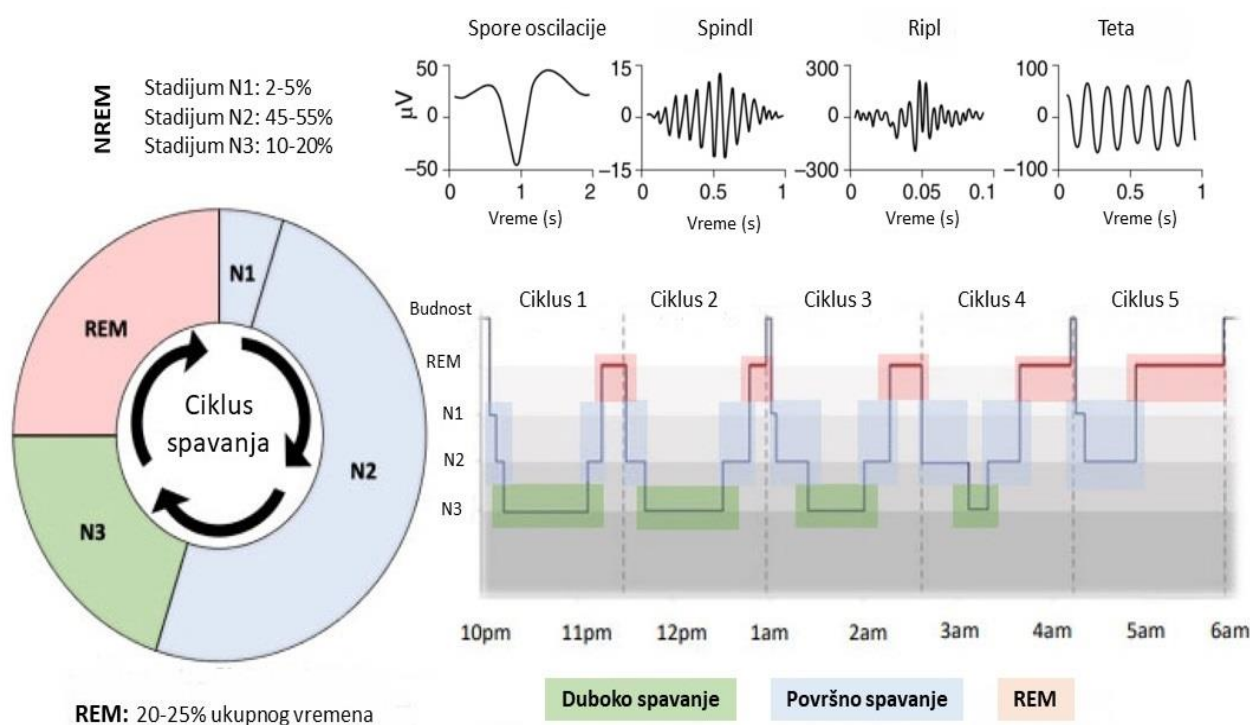 NREM
Stadijum N1: 2-5%
Stadijum N2: 45-55%
Stadijum N3: 10-20%
N1
REM
N2
N3
Ciklus
spavanja
REM: 20-25% ukupnog vremena
Spore oscilacije
μV
50
0
−50
0
1
2
Vreme (s)
Spindl
15
0
−15
0
0.5
1
Vreme (s)
Ripl
300
0
−300
0
0.05
0.1
Vreme (s)
Teta
100
0
−100
0
0.5
1
Vreme (s)
Ciklus 1
Ciklus 2
Ciklus 3
Ciklus 4
Ciklus 5
Budnost
REM
N1
N2
N3
10pm
11pm
12pm
1am
2am
3am
4am
5am
6am
Duboko spavanje
Površno spavanje
REM